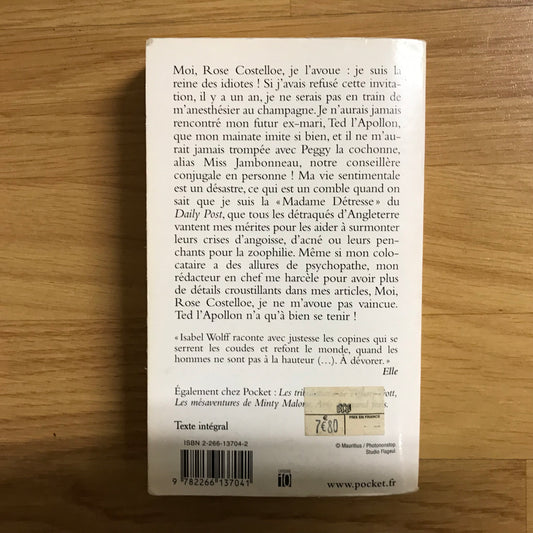 Moi, Rose Costelloe, je l'avoue : je suis la
reine des idiotes ! Si j'avais refusé cette invita-
tion, il y a un an, je ne serais pas en train de
m'anesthésier au champagne. Je n'aurais jamais
rencontré mon futur ex-mari, Ted l'Apollon,
que mon mainate imite si bien, et il ne m'au-
rait jamais trompée avec Peggy la cochonne,
alias Miss Jambonneau, notre conseillère
conjugale en personne ! Ma vie sentimentale
est un désastre, ce qui est un comble quand on
sait que je suis la « Madame Détresse » du
Daily Post, que tous les détraqués d'Angleterre
vantent mes mérites pour les aider à surmonter
leurs crises d'angoisse, d'acné ou leurs pen-
chants pour la zoophilie. Même si mon colo-
cataire a des allures de psychopathe, mon
rédacteur en chef me harcèle pour avoir plus
de détails croustillants dans mes articles, Moi,
Rose Costelloe, je ne m'avoue pas vaincue.
Ted l'Apollon n'a qu'à bien se tenir !
« Isabel Wolff raconte avec justesse les copines qui se
serrent les coudes et refont le monde, quand les
hommes ne sont pas à la hauteur (…). À dévorer. »
Elle
Également chez Pocket : Les
Les mésaventures de Minty
Texte intégral
PRIX EN FRANCE
7€80
ISBN 2-266-13704-2
© Mauritius / Photononstop.
Studio Flageul.
9 782266 137041
www.pocket.fr